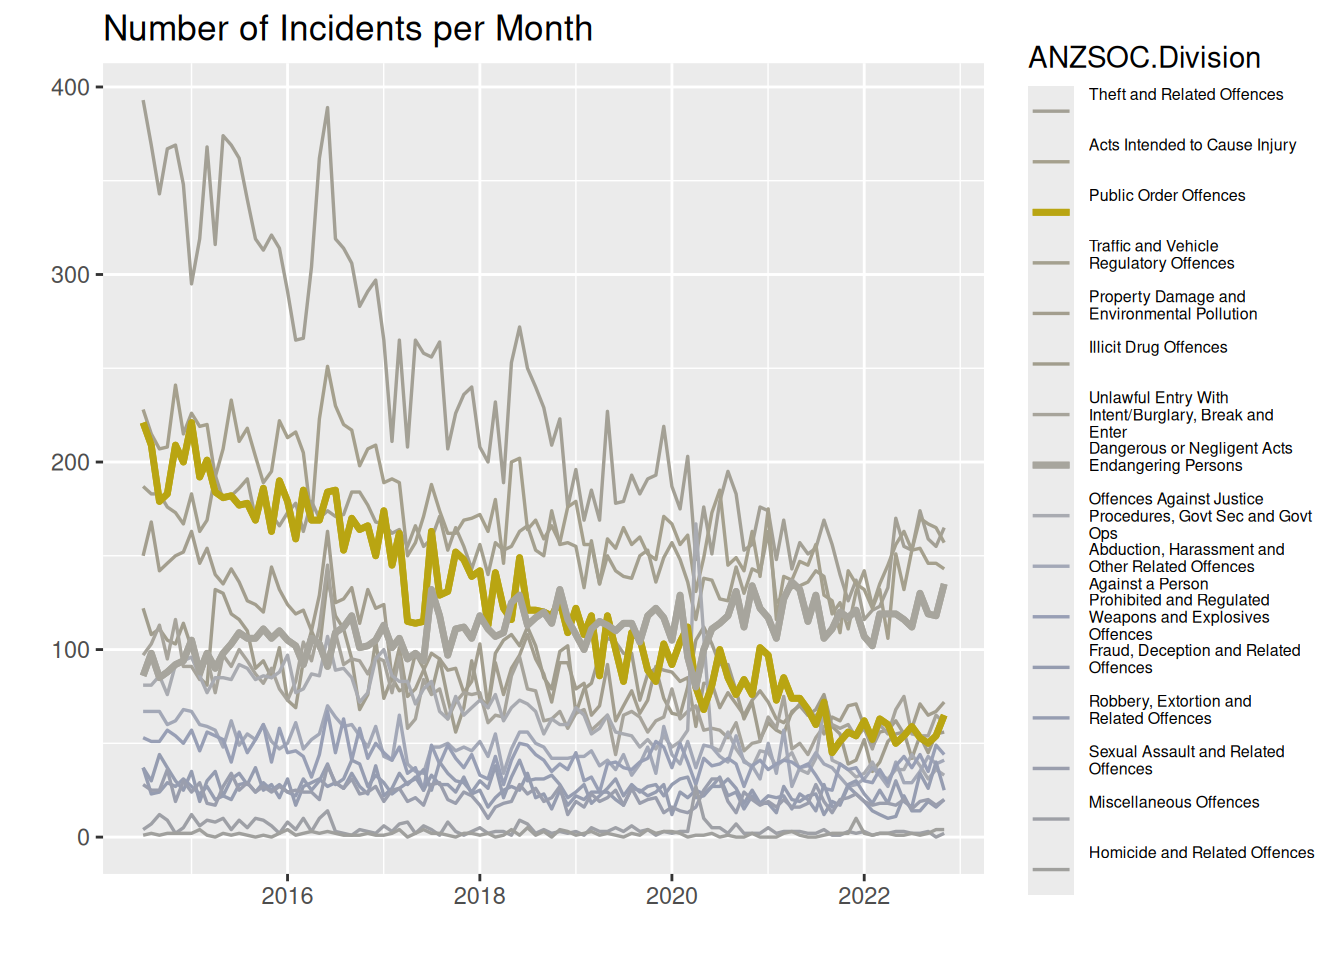 Number of Incidents per Month
400
300
200
100
0
2016
2018
2020
2022
ANZSOC.Division
Theft and Related Offences
Acts Intended to Cause Injury
Public Order Offences
Traffic and Vehicle
Regulatory Offences
Property Damage and
Environmental Pollution
Illicit Drug Offences
Unlawful Entry With
Intent/Burglary, Break and
Enter
Dangerous or Negligent Acts
Endangering Persons
Offences Against Justice
Procedures, Govt Sec and Govt
Ops
Abduction, Harassment and
Other Related Offences
Against a Person
Prohibited and Regulated
Weapons and Explosives
Offences
Fraud, Deception and Related
Offences
Robbery, Extortion and
Related Offences
Sexual Assault and Related
Offences
Miscellaneous Offences
Homicide and Related Offences